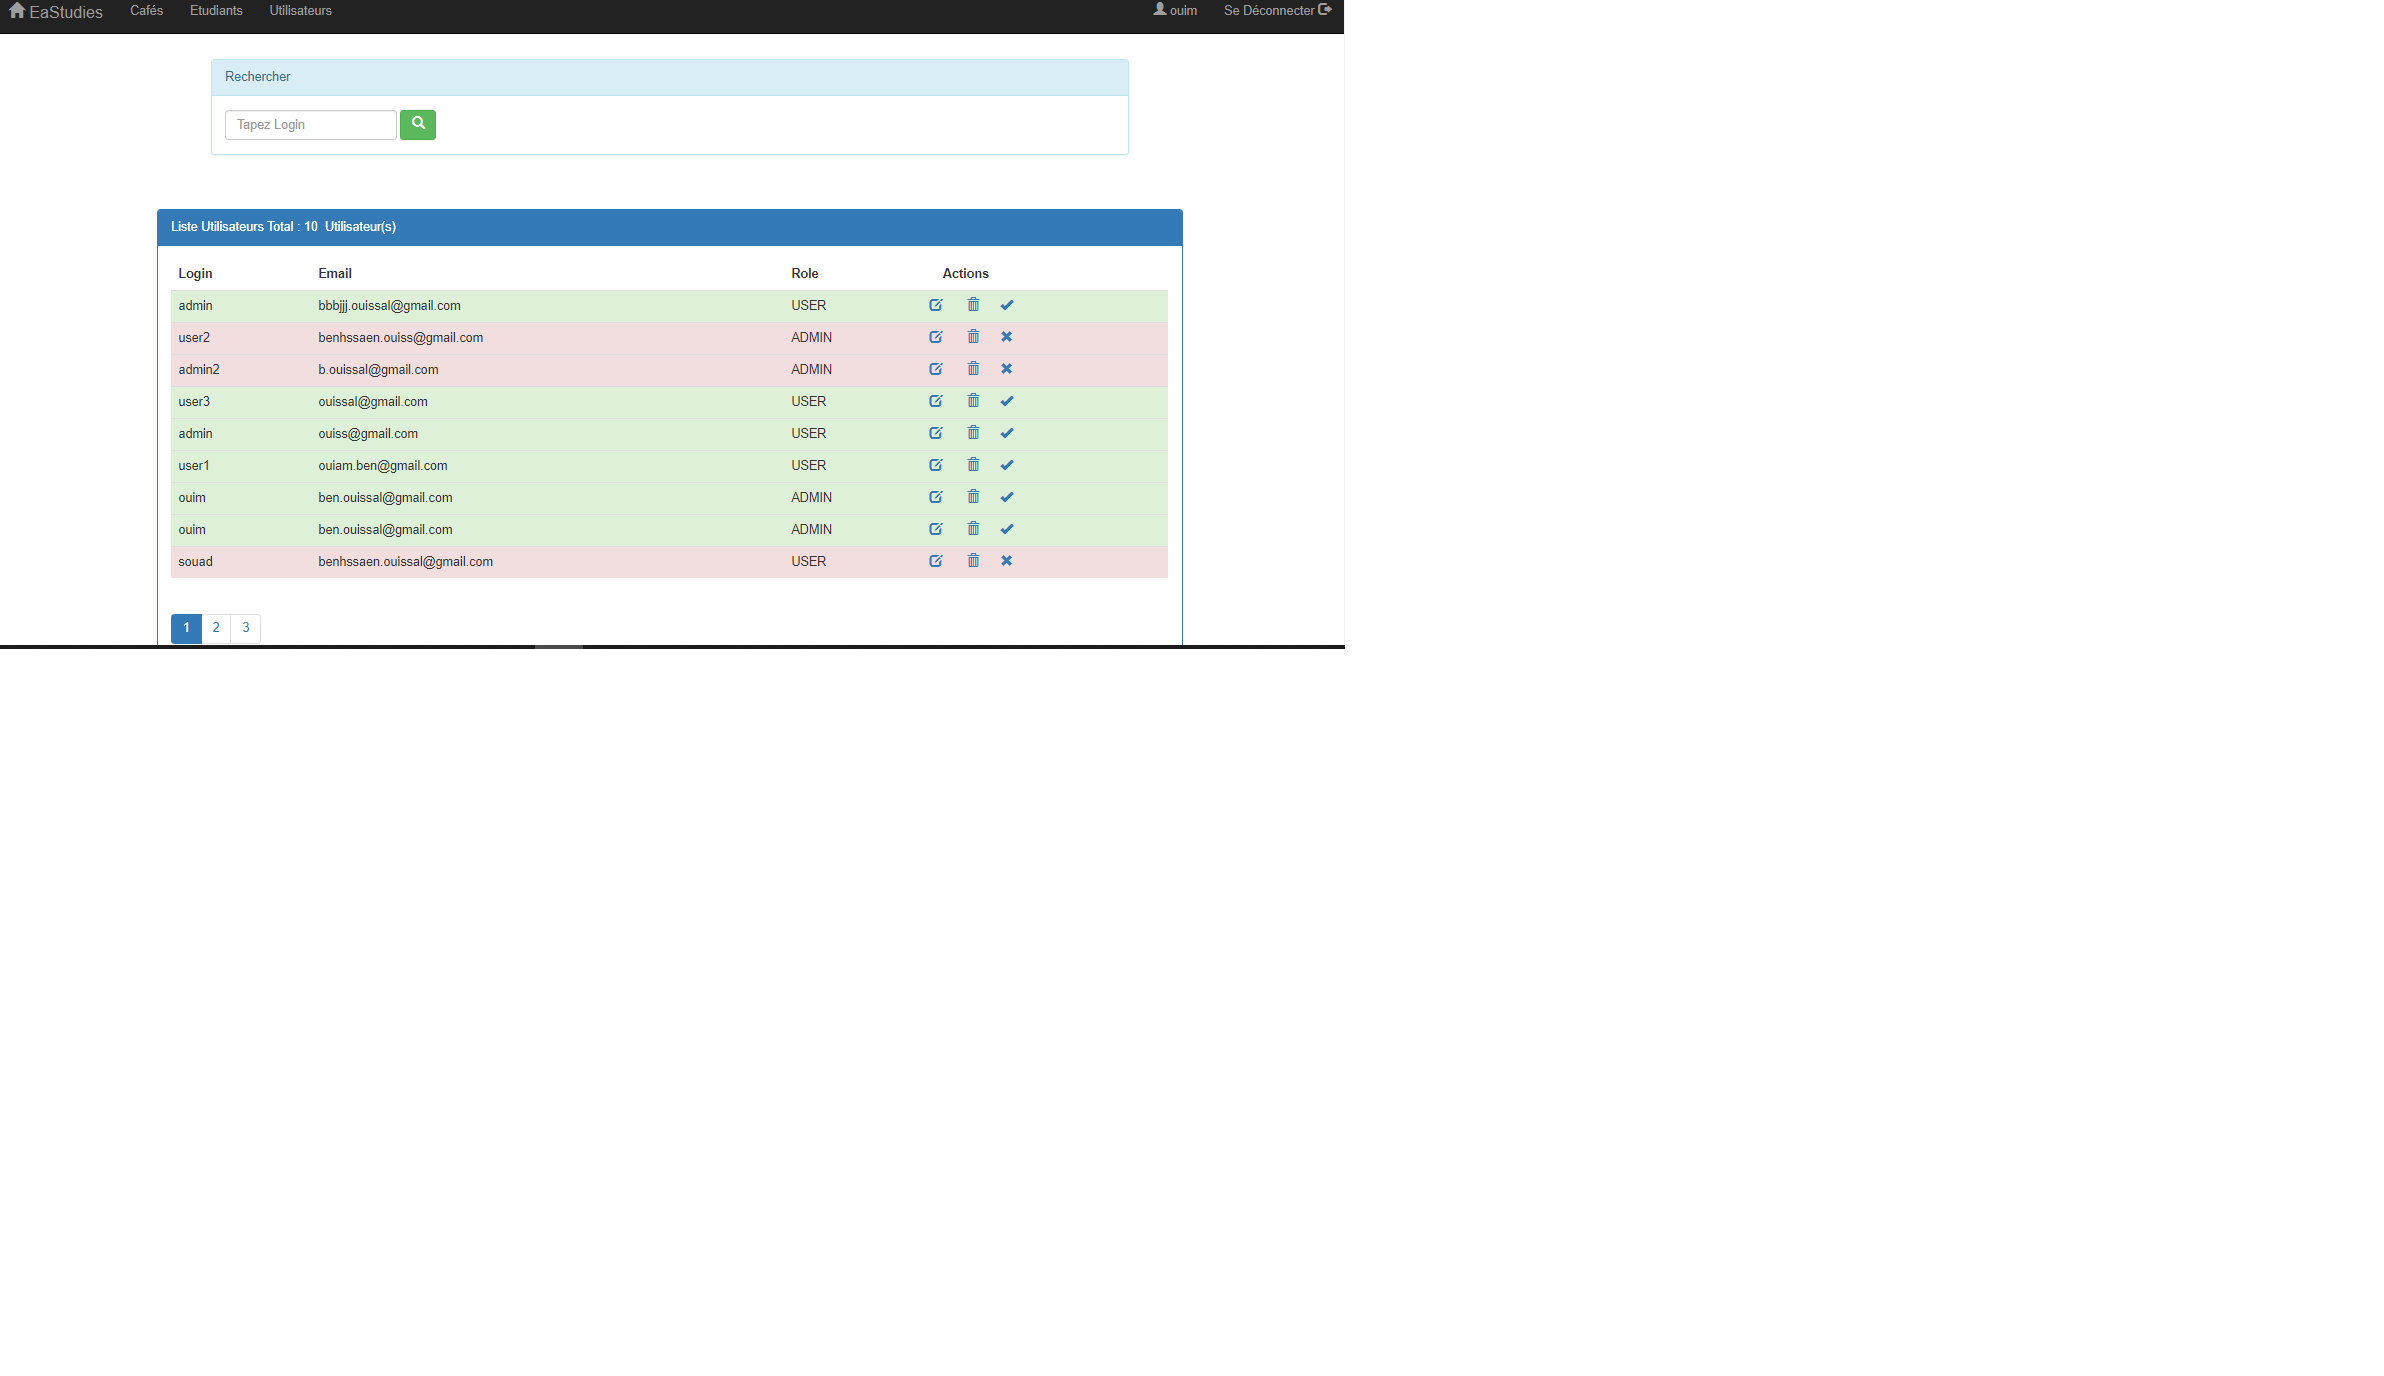 EaStudies Cafés Etudiants Utilisateurs ouim Se Déconnecter
Rechercher
Tapez Login
Liste Utilisateurs Total : 10 Utilisateur(s)
Login Email Role Actions
admin bbbjjj.ouissal@gmail.com USER
user2 benhssaen.ouiss@gmail.com ADMIN
admin2 b.ouissal@gmail.com ADMIN
user3 ouissal@gmail.com USER
admin ouiss@gmail.com USER
user1 ouiam.ben@gmail.com USER
ouim ben.ouissal@gmail.com ADMIN
ouim ben.ouissal@gmail.com ADMIN
souad benhssaen.ouissal@gmail.com USER
1 2 3